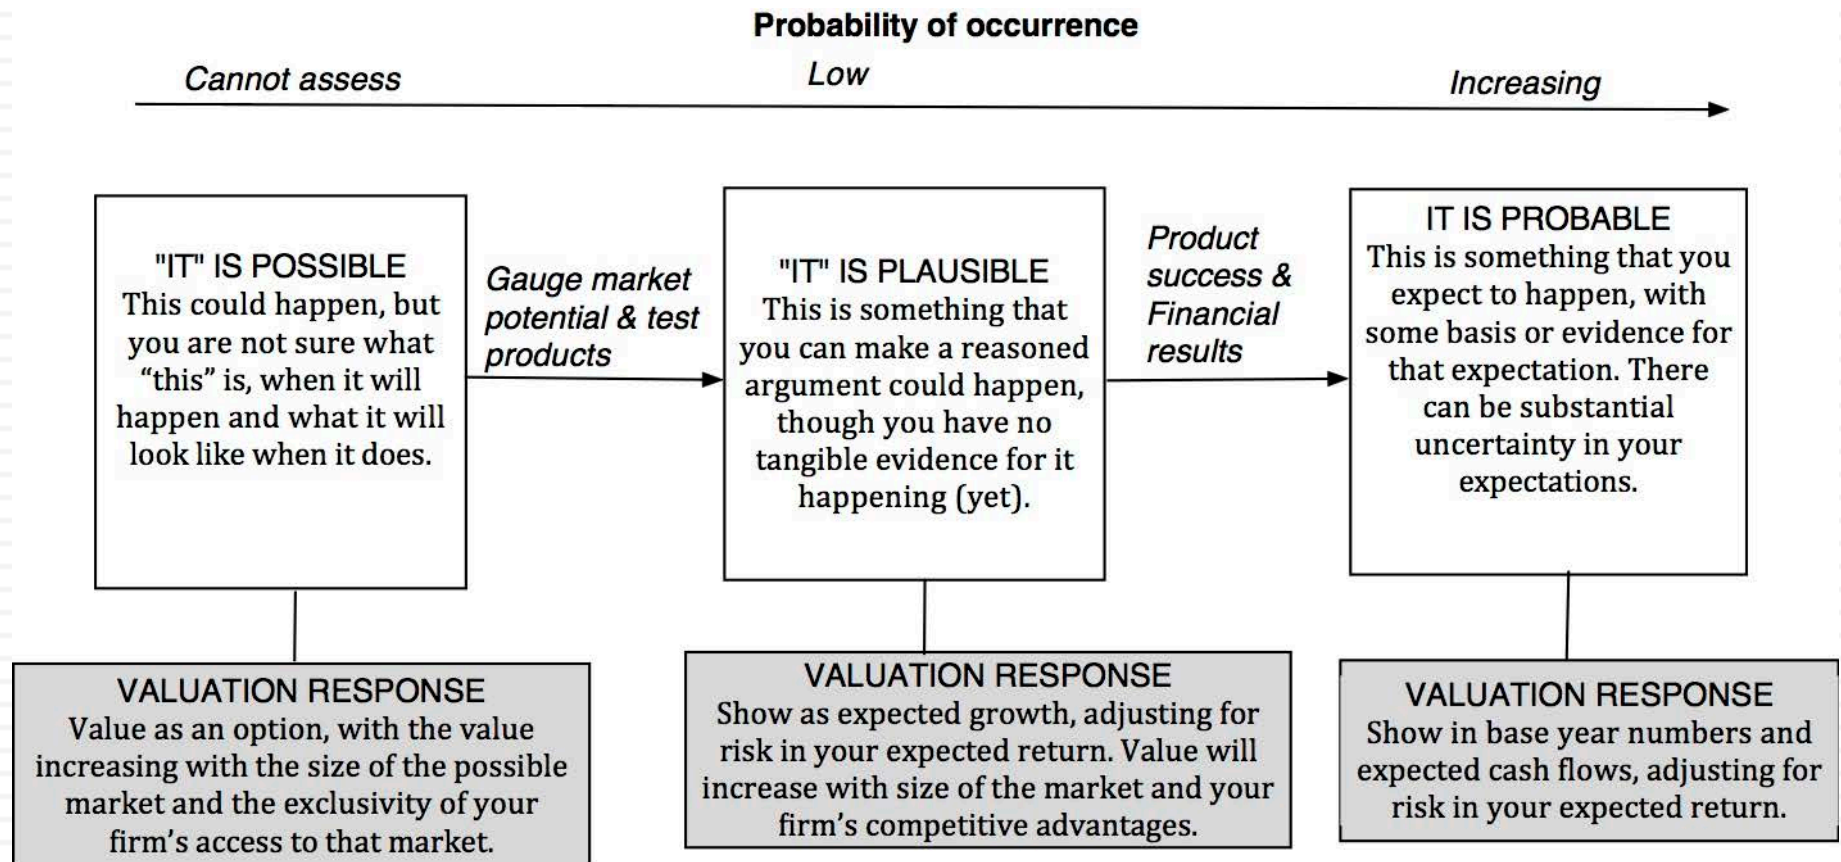 Probability of occurrence
Cannot assess
Low
Increasing
"IT" IS POSSIBLE
This could happen, but
you are not sure what
“this” is, when it will
happen and what it will
look like when it does.
Gauge market
potential & test
products
"IT" IS PLAUSIBLE
This is something that
you can make a reasoned
argument could happen,
though you have no
tangible evidence for it
happening (yet).
Product
success &
Financial
results
IT IS PROBABLE
This is something that you
expect to happen, with
some basis or evidence for
that expectation. There
can be substantial
uncertainty in your
expectations.
VALUATION RESPONSE
Value as an option, with the value
increasing with the size of the possible
market and the exclusivity of your
firm’s access to that market.
VALUATION RESPONSE
Show as expected growth, adjusting for
risk in your expected return. Value will
increase with size of the market and your
firm’s competitive advantages.
VALUATION RESPONSE
Show in base year numbers and
expected cash flows, adjusting for
risk in your expected return.